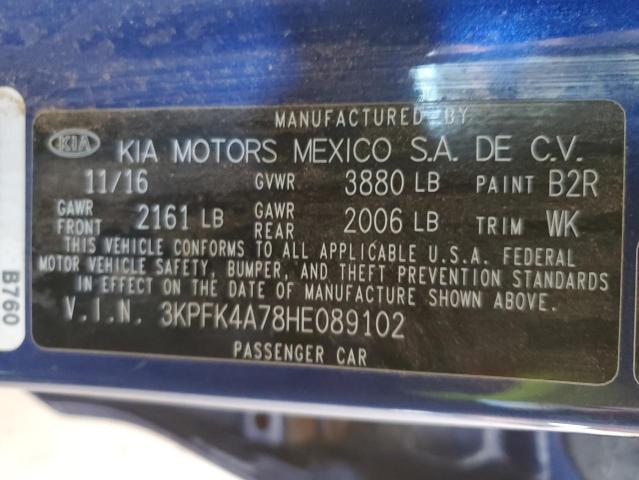 MANUFACTURED BY
KIA KIA MOTORS MEXICO S.A. DE C.V.
11/16 GVWR 3880 LB PAINT B2R
GAWR FRONT 2161 LB GAWR REAR 2006 LB TRIM WK
THIS VEHICLE CONFORMS TO ALL APPLICABLE U.S.A. FEDERAL
MOTOR VEHICLE SAFETY, BUMPER, AND THEFT PREVENTION STANDARDS
IN EFFECT ON THE DATE OF MANUFACTURE SHOWN ABOVE.
V.I.N. 3KPFK4A78HE089102
PASSENGER CAR
B760